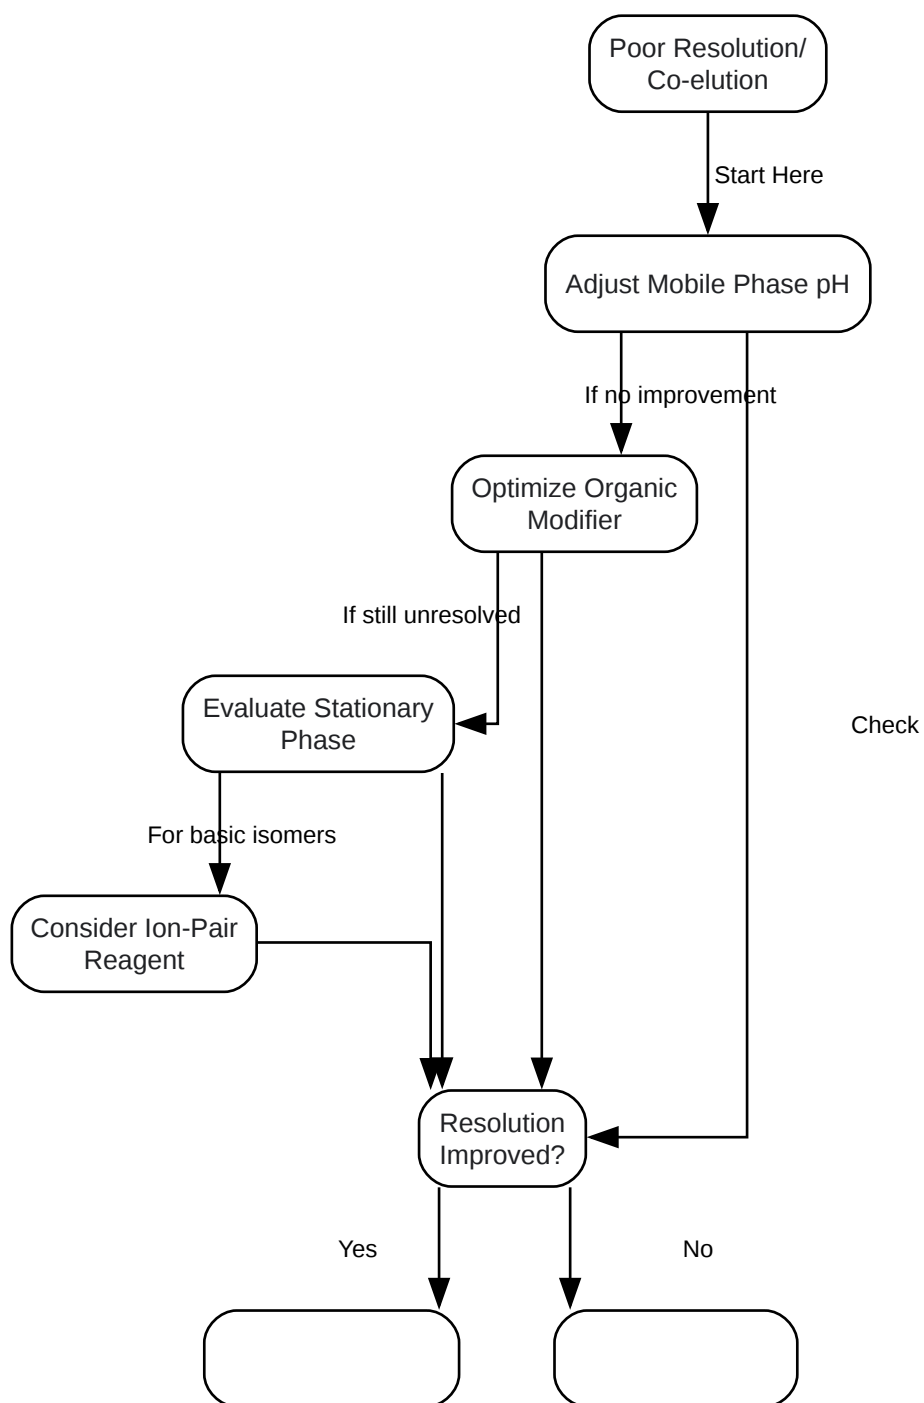 Poor Resolution/
Co-elution
Start Here
Adjust Mobile Phase pH
If no improvement
Optimize Organic
Modifier
If still unresolved
Evaluate Stationary
Phase
Check
For basic isomers
Consider Ion-Pair
Reagent
Resolution
Improved?
Yes
No